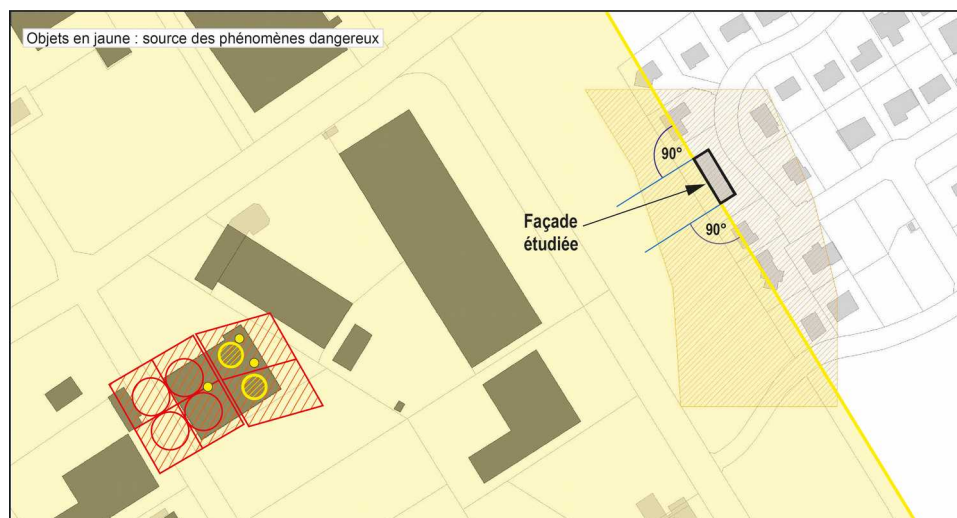 Objets en jaune : source des phénomènes dangereux
90°
Façade
étudiée
90°